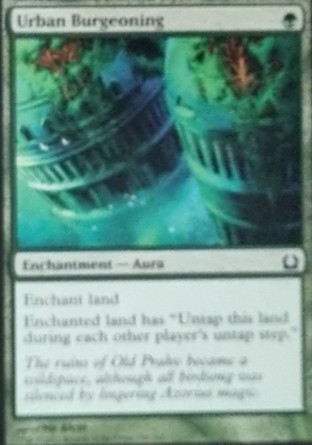 Urban Burgeoning
Enchantment — Aura
Enchant land
Enchanted land has "Untap this land
during each other player's untap step."
The ruins of Old Prahv became a
wildspace, although all birdsong was
silenced by lingering Azorius magic.